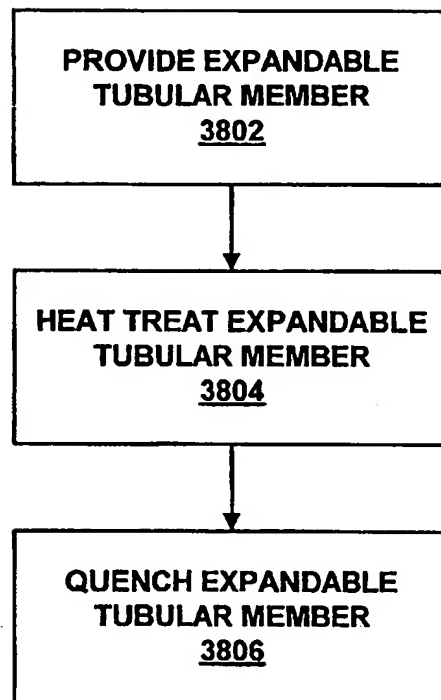 PROVIDE EXPANDABLE
TUBULAR MEMBER
3802
HEAT TREAT EXPANDABLE
TUBULAR MEMBER
3804
QUENCH EXPANDABLE
TUBULAR MEMBER
3806